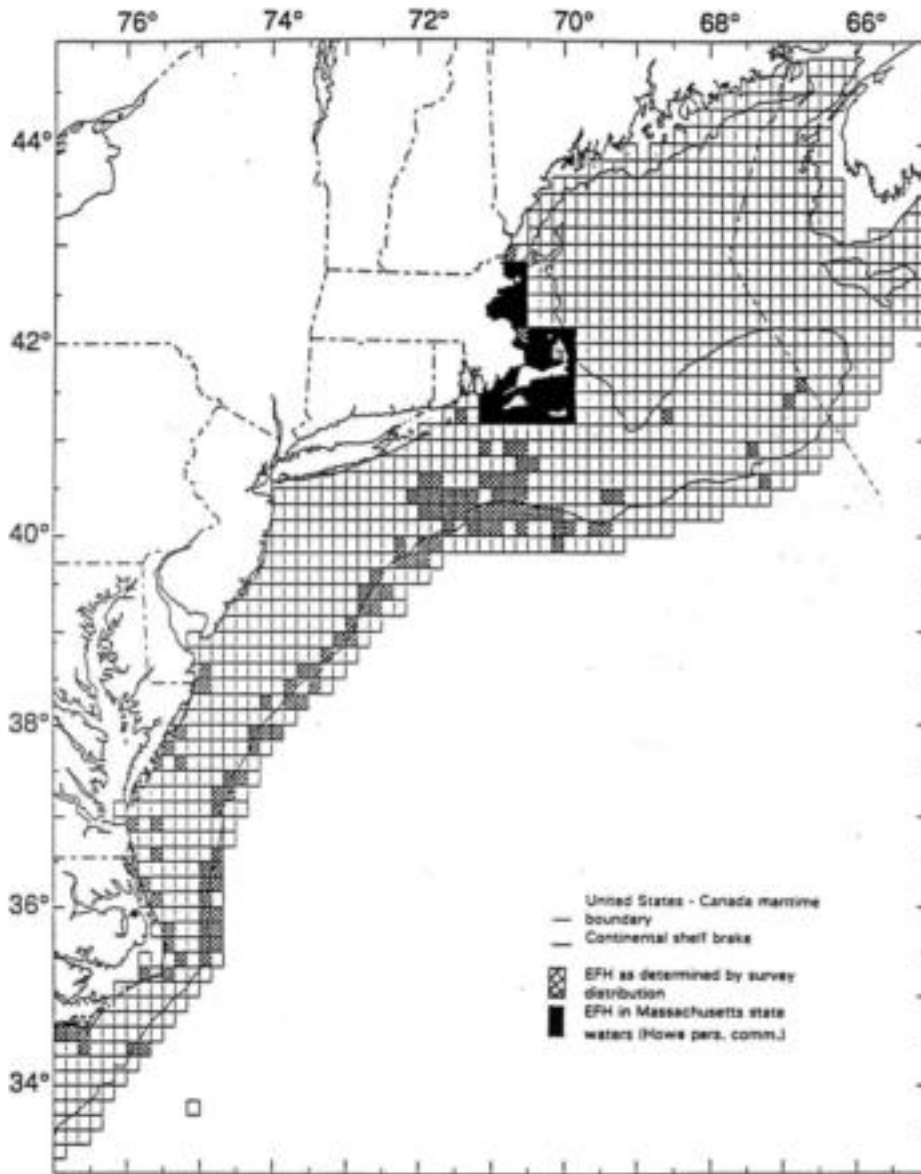 76° 74° 72° 70° 68° 66°
44°
42°
40°
38°
36°
34°
United States - Canada mantime
boundary
Continental shelf brake
EFH as determined by survey
distribution
EFH in Massachusetts state
waters (Howe pers. comm.)